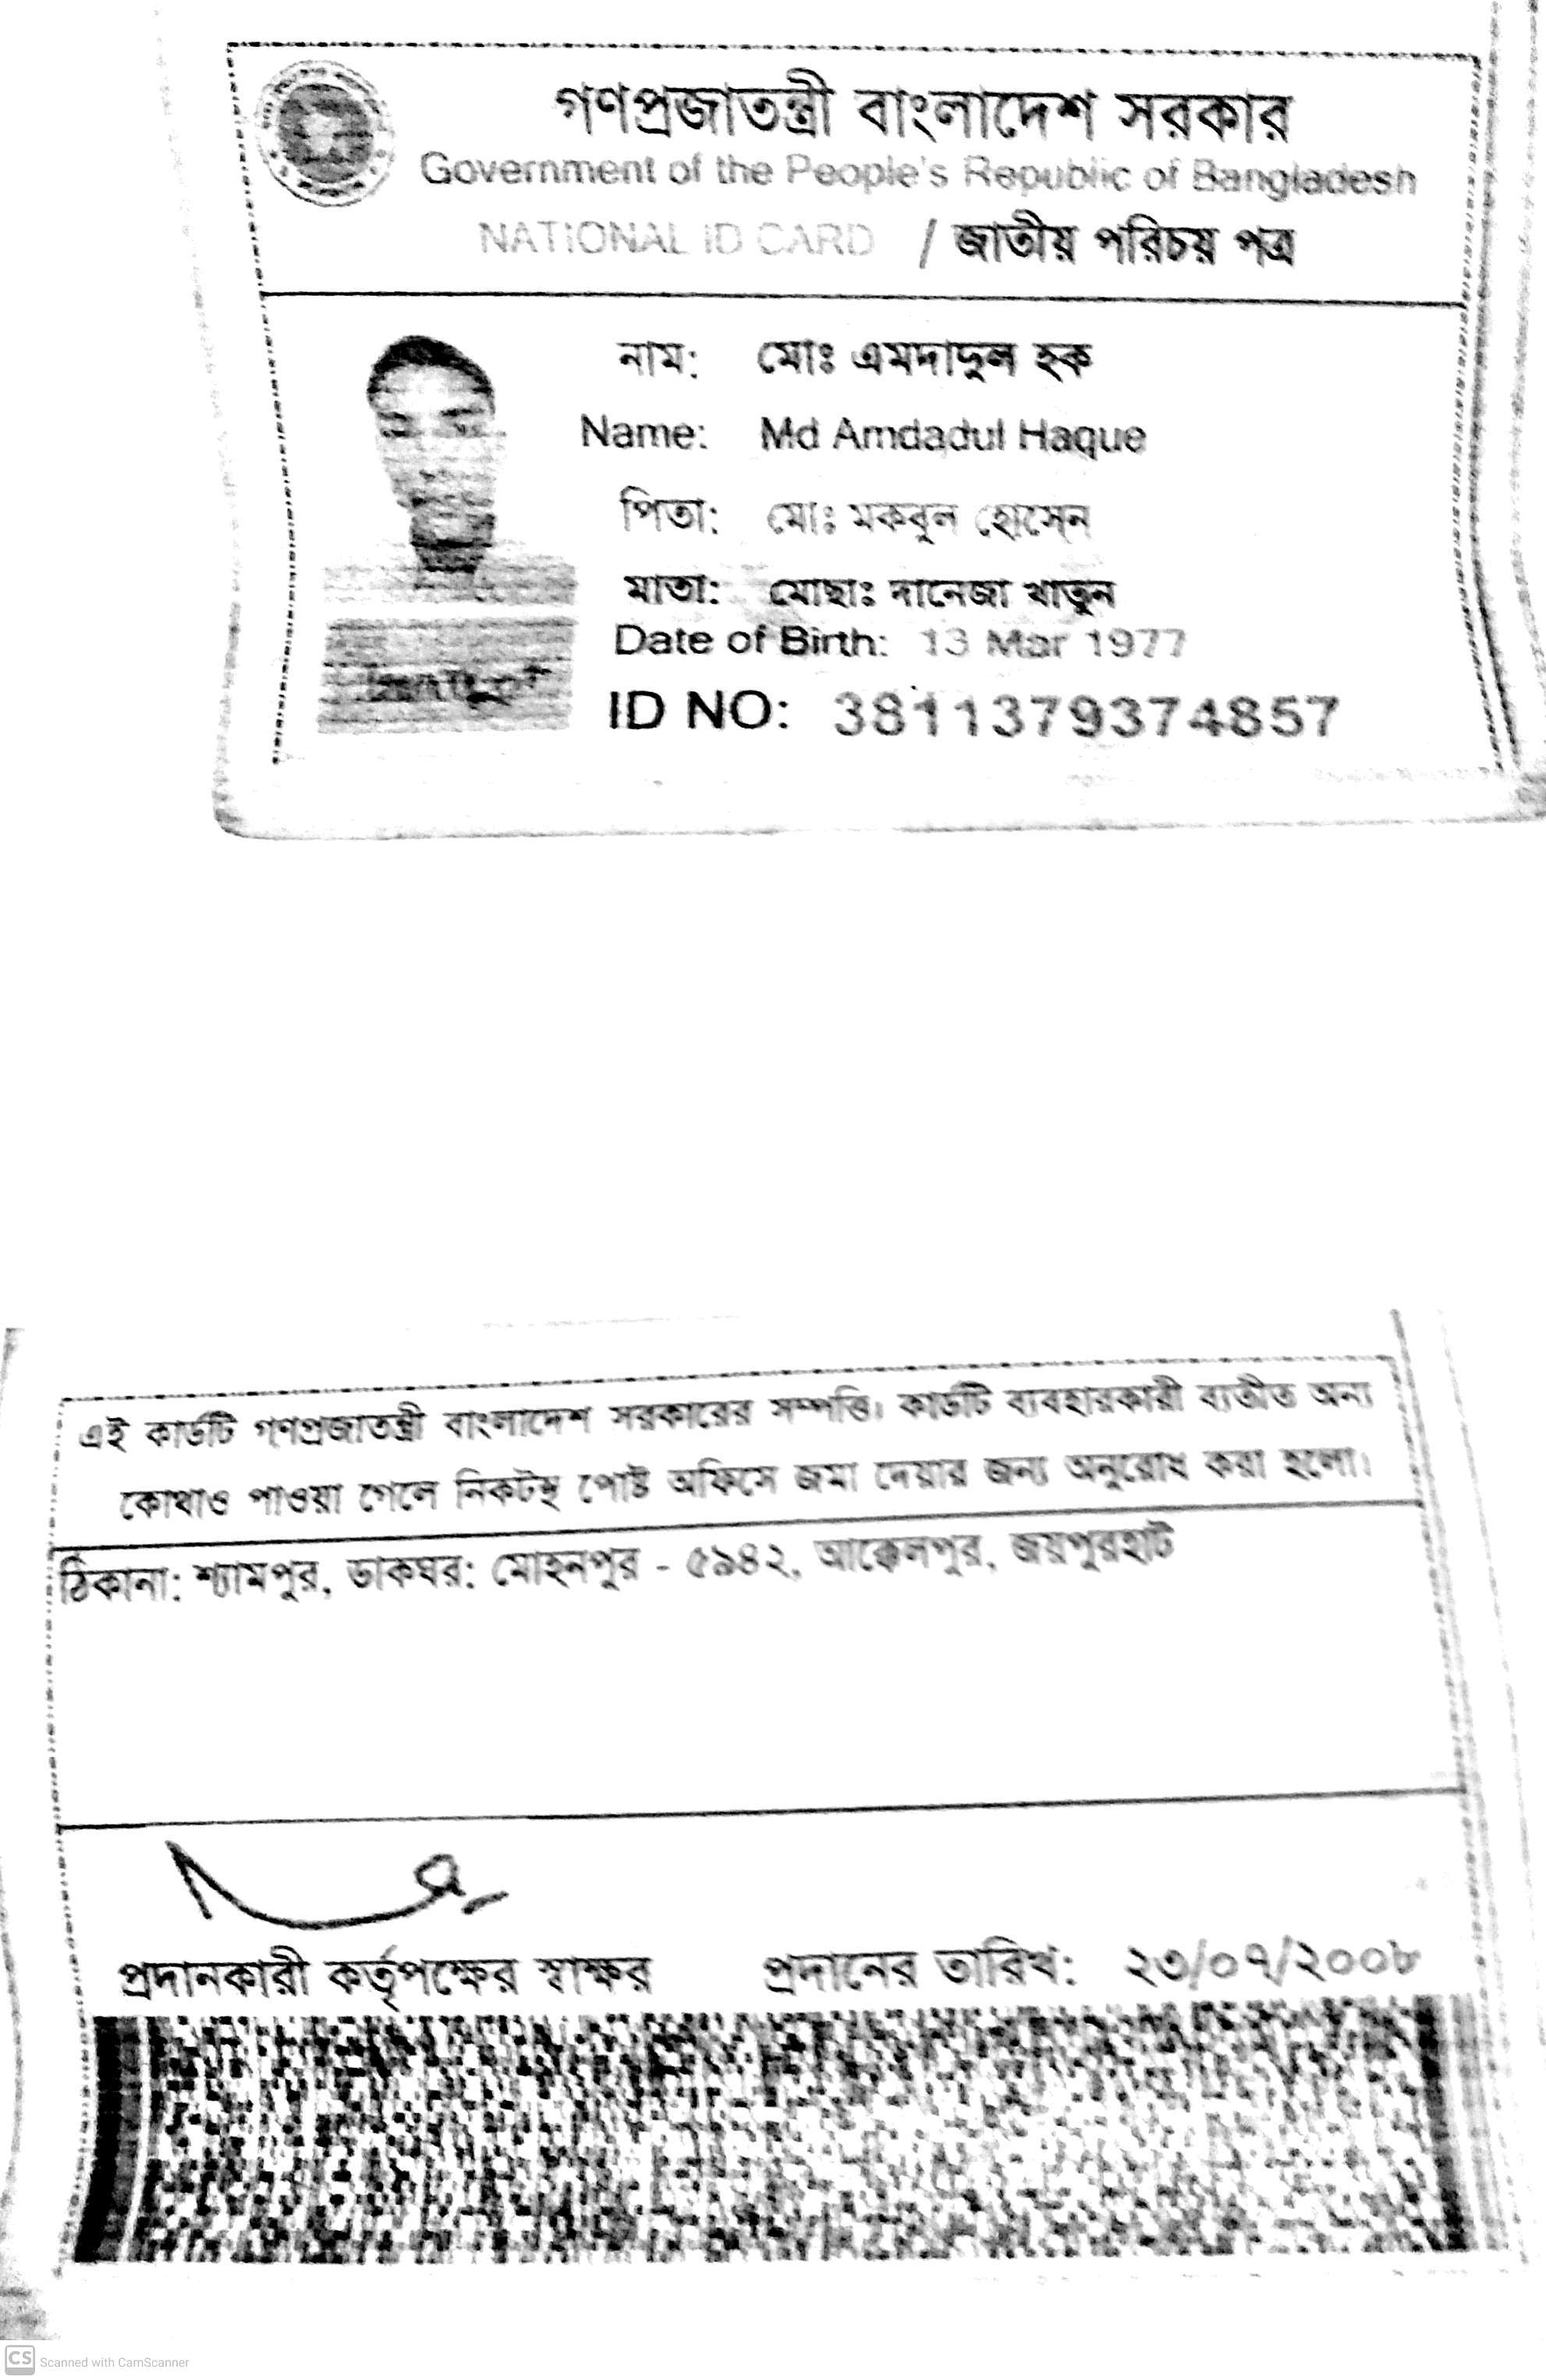 গণপ্রজাতন্ত্রী বাংলাদেশ সরকার
Government of the People's Republic of Bangladesh
NATIONAL ID CARD / জাতীয় পরিচয় পত্র
নাম: মোঃ এমদাদুল হক
Name: Md Amdadul Haque
পিতা: মোঃ মকবুল হোসেন
মাতা: মোছাঃ দানেজা খাতুন
Date of Birth: 13 Mar 1977
ID NO: 3811379374857
এই কার্ডটি গণপ্রজাতন্ত্রী বাংলাদেশ সরকারের সম্পত্তি। কার্ডটি ব্যবহারকারী ব্যতীত অন্য
কোথাও পাওয়া গেলে নিকটস্থ পোষ্ট অফিসে জমা দেয়ার জন্য অনুরোধ করা হলো।
ঠিকানা: শ্যামপুর, ডাকঘর: মোহনপুর - ৫৯৪২, আক্কেলপুর, জয়পুরহাট
প্রদানকারী কর্তৃপক্ষের স্বাক্ষর প্রদানের তারিখ: ২৩/০৭/২০০৮
CS Scanned with CamScanner